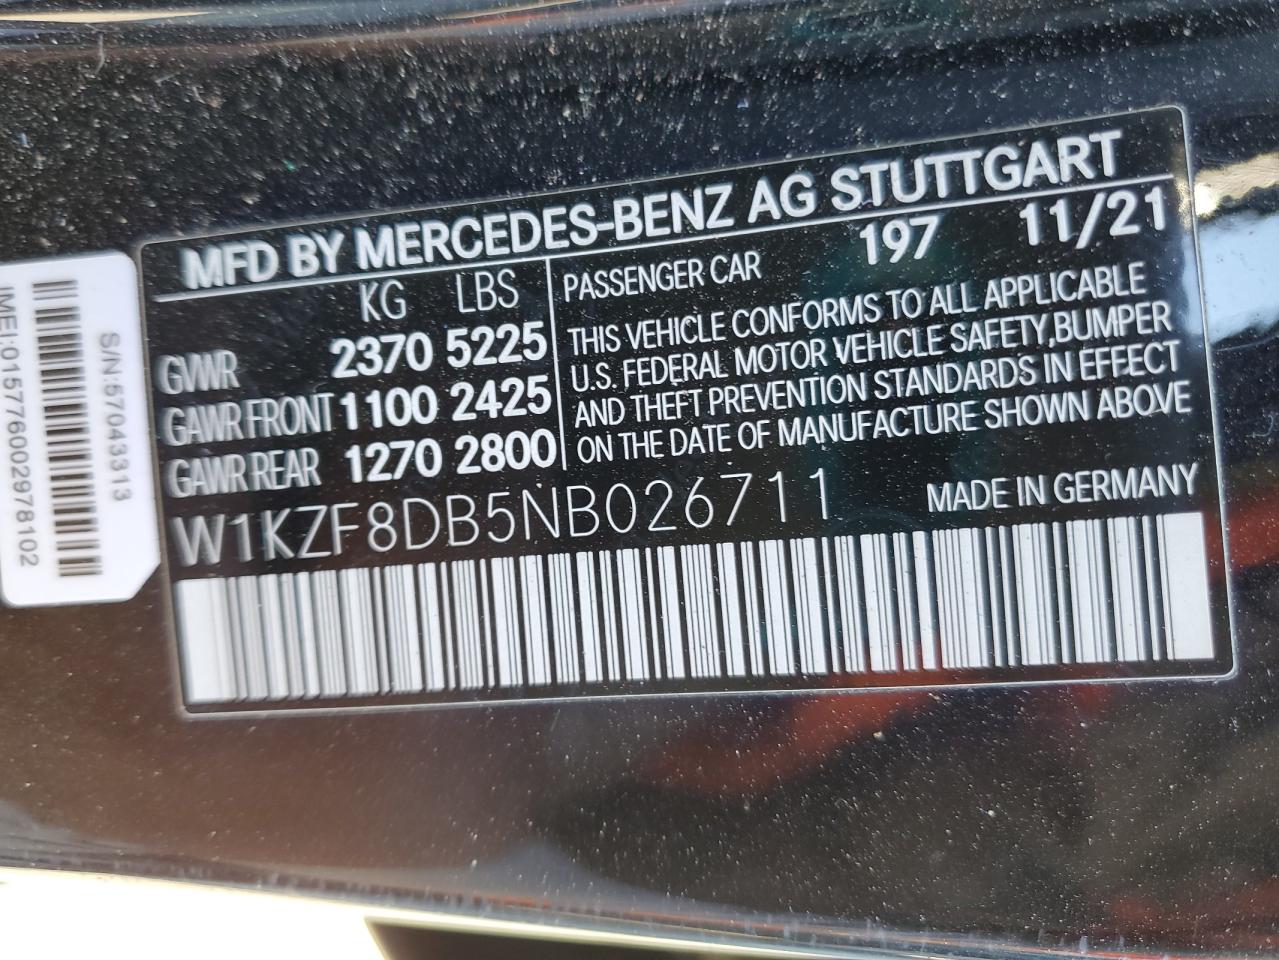 MFD BY MERCEDES-BENZ AG STUTTGART
KG LBS
GVWR 2370 5225
GAWR FRONT 1100 2425
GAWR REAR 1270 2800
PASSENGER CAR 197 11/21
THIS VEHICLE CONFORMS TO ALL APPLICABLE
U.S. FEDERAL MOTOR VEHICLE SAFETY, BUMPER
AND THEFT PREVENTION STANDARDS IN EFFECT
ON THE DATE OF MANUFACTURE SHOWN ABOVE
W1KZF8DB5NB026711
MADE IN GERMANY
S/N:57043313
IMEI:015776002978102